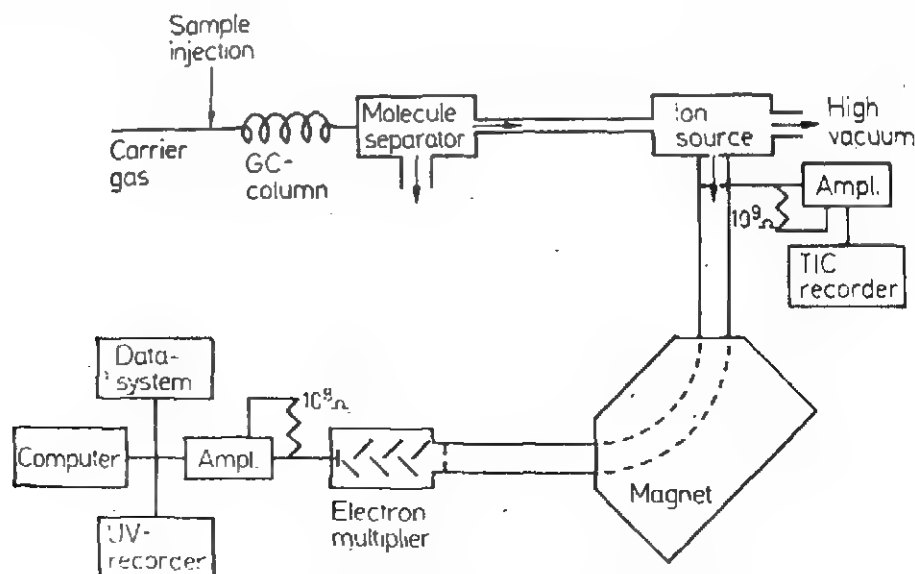 Sample
injection
Carrier
gas
GC-
column
Molecule
separator
Ion
source
High
vacuum
Ampl.
10⁹Ω
TIC
recorder
Data-
system
Computer
Ampl.
10⁸Ω
UV-
recorder
Electron
multiplier
Magnet